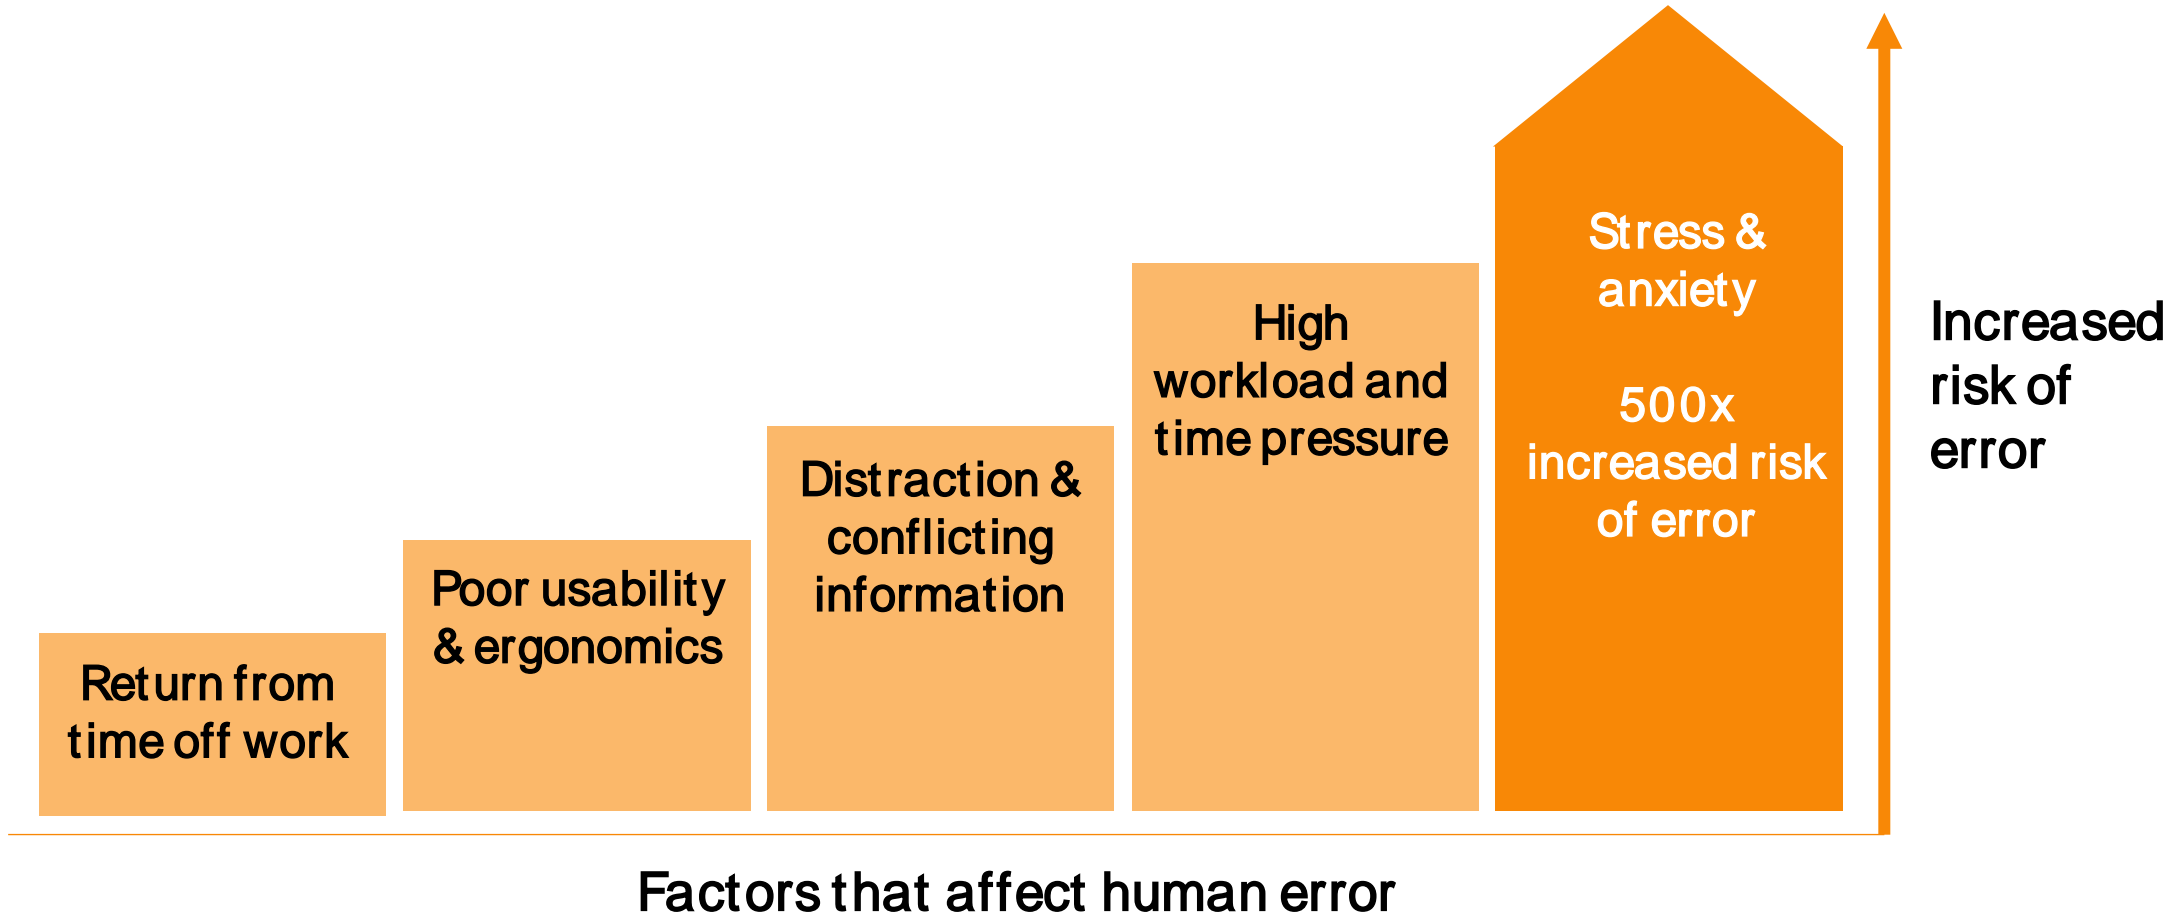 Return from
time off work
Poor usability
& ergonomics
Distraction &
conflicting
information
High
workload and
time pressure
Stress &
anxiety
500x
increased risk
of error
Increased
risk of
error
Factors that affect human error